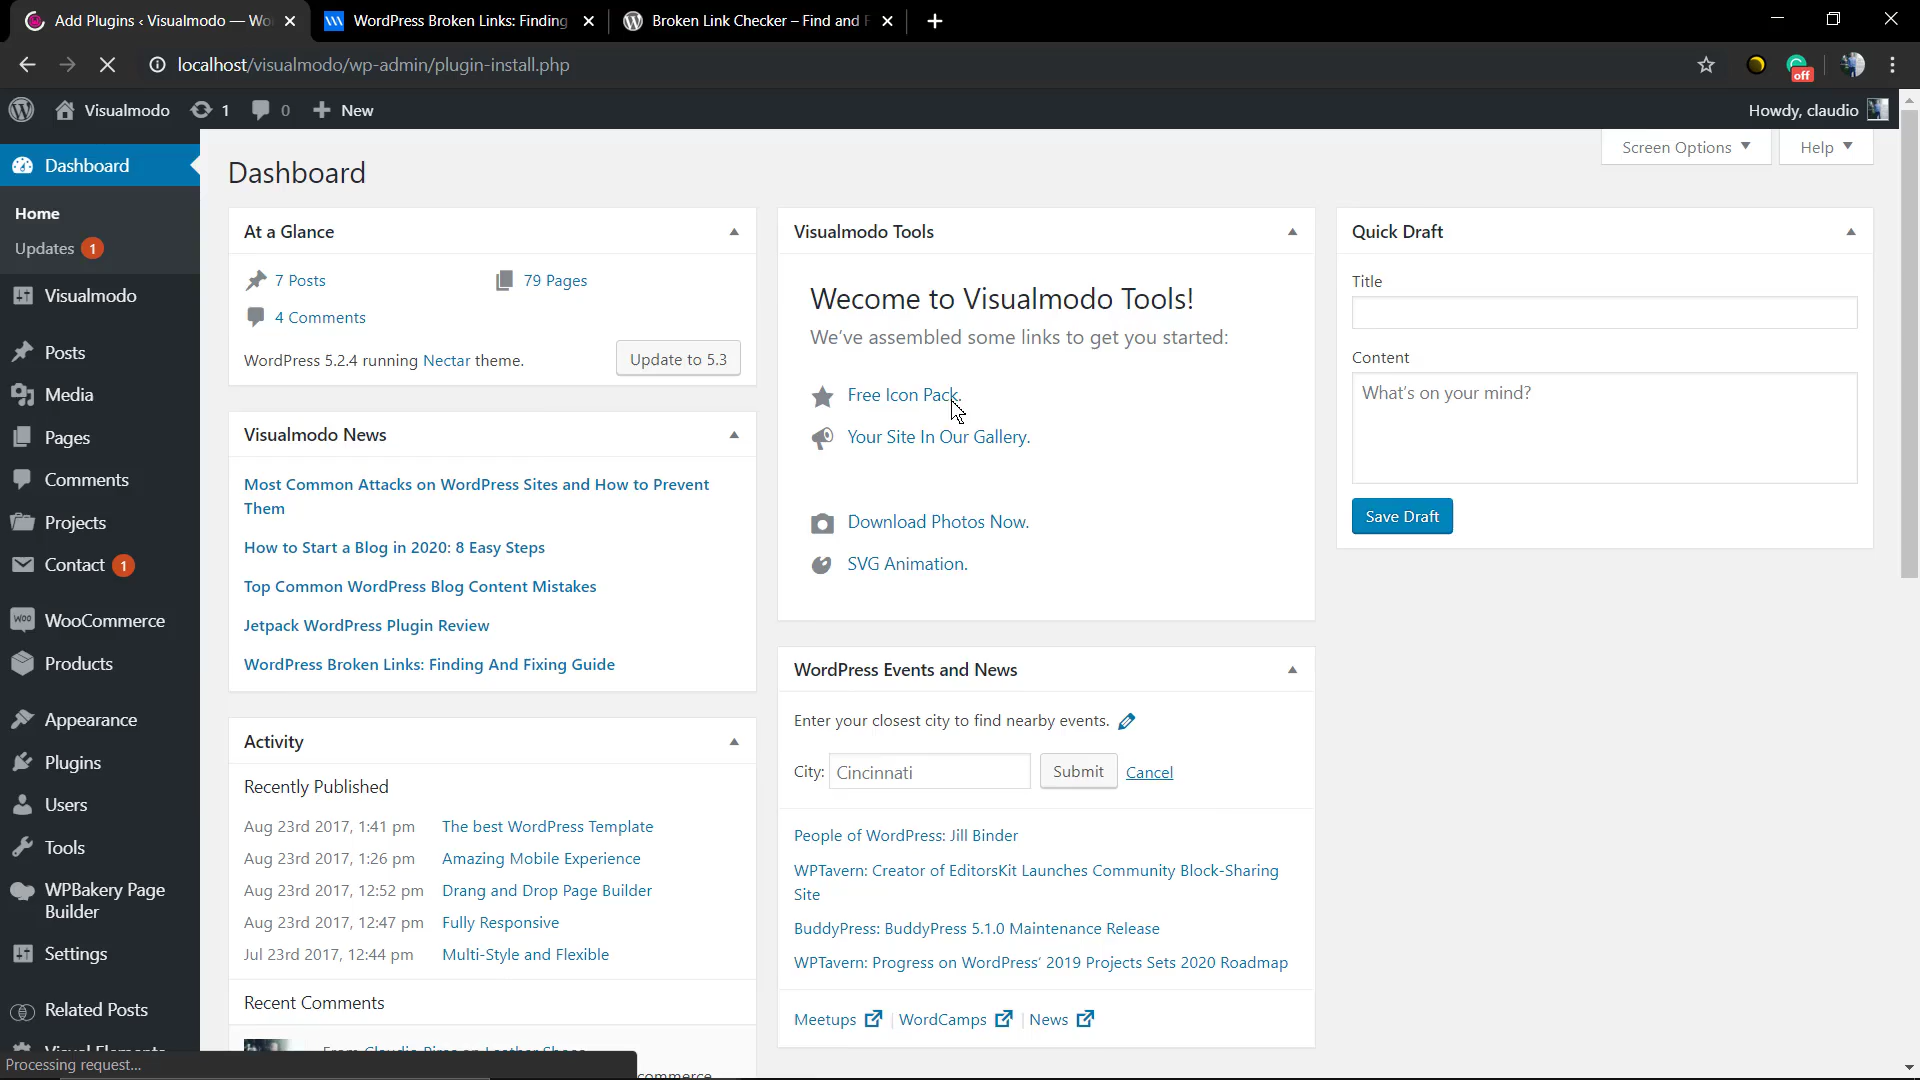 Add Plugins ‹ Visualmodo — Wo
WordPress Broken Links: Finding
Broken Link Checker – Find and F
localhost/visualmodo/wp-admin/plugin-install.php
off
Visualmodo
1
0
New
Howdy, claudio
Dashboard
Home
Updates 1
Visualmodo
Posts
Media
Pages
Comments
Projects
Contact 1
WooCommerce
Products
Appearance
Plugins
Users
Tools
WPBakery Page
Builder
Settings
Related Posts
Processing request...
Screen Options
Help
Dashboard
At a Glance
7 Posts
79 Pages
4 Comments
WordPress 5.2.4 running Nectar theme.
Update to 5.3
Visualmodo News
Most Common Attacks on WordPress Sites and How to Prevent
Them
How to Start a Blog in 2020: 8 Easy Steps
Top Common WordPress Blog Content Mistakes
Jetpack WordPress Plugin Review
WordPress Broken Links: Finding And Fixing Guide
Activity
Recently Published
Aug 23rd 2017, 1:41 pm The best WordPress Template
Aug 23rd 2017, 1:26 pm Amazing Mobile Experience
Aug 23rd 2017, 12:52 pm Drang and Drop Page Builder
Aug 23rd 2017, 12:47 pm Fully Responsive
Jul 23rd 2017, 12:44 pm Multi-Style and Flexible
Recent Comments
Visualmodo Tools
Wecome to Visualmodo Tools!
We've assembled some links to get you started:
Free Icon Pack.
Your Site In Our Gallery.
Download Photos Now.
SVG Animation.
WordPress Events and News
Enter your closest city to find nearby events.
City: Cincinnati Submit Cancel
People of WordPress: Jill Binder
WPTavern: Creator of EditorsKit Launches Community Block-Sharing
Site
BuddyPress: BuddyPress 5.1.0 Maintenance Release
WPTavern: Progress on WordPress' 2019 Projects Sets 2020 Roadmap
Meetups | WordCamps | News
Quick Draft
Title
Content
What's on your mind?
Save Draft